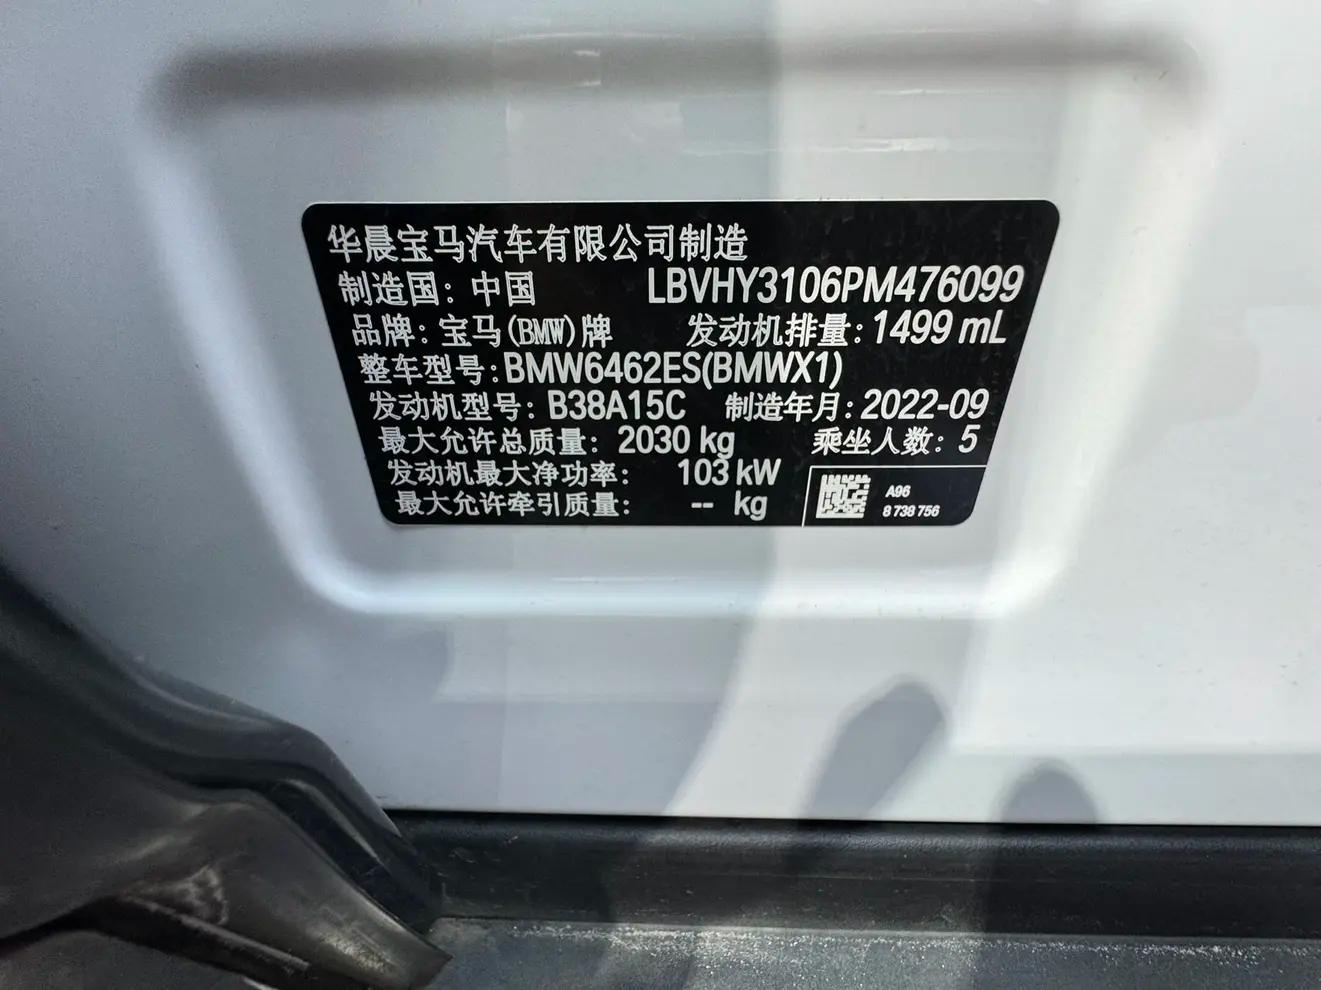 华晨宝马汽车有限公司制造
制造国：中国 LBVHY3106PM476099
品牌：宝马(BMW)牌 发动机排量：1499 mL
整车型号：BMW6462ES(BMWX1)
发动机型号：B38A15C 制造年月：2022-09
最大允许总质量：2030 kg 乘坐人数：5
发动机最大净功率：103 kW
最大允许牵引质量：-- kg
A96
8 738 756